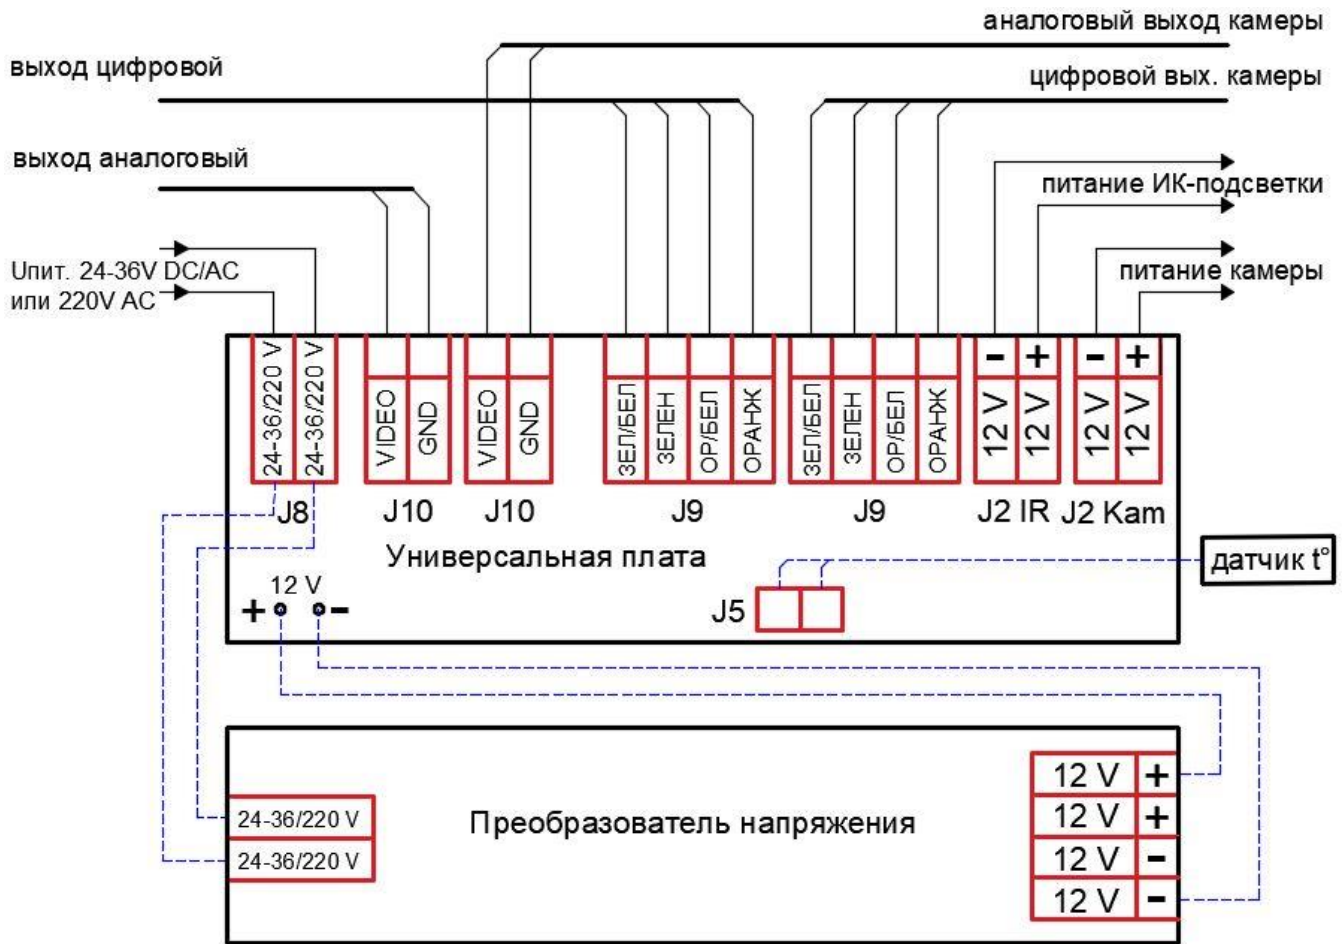 аналоговый выход камеры
выход цифровой
цифровой вых. камеры
выход аналоговый
питание ИК-подсветки
Uпит. 24-36V DC/AC
или 220V AC
питание камеры
24-36/220 V
24-36/220 V
VIDEO
GND
VIDEO
GND
ЗЕЛ/БЕЛ
ЗЕЛЕН
ОР/БЕЛ
ОРАНЖ
ЗЕЛ/БЕЛ
ЗЕЛЕН
ОР/БЕЛ
ОРАНЖ
12 V -
12 V +
12 V -
12 V +
J8
J10
J10
J9
J9
J2 IR
J2 Kam
Универсальная плата
датчик t°
12 V
+ -
J5
12 V +
12 V +
12 V -
12 V -
24-36/220 V
24-36/220 V
Преобразователь напряжения